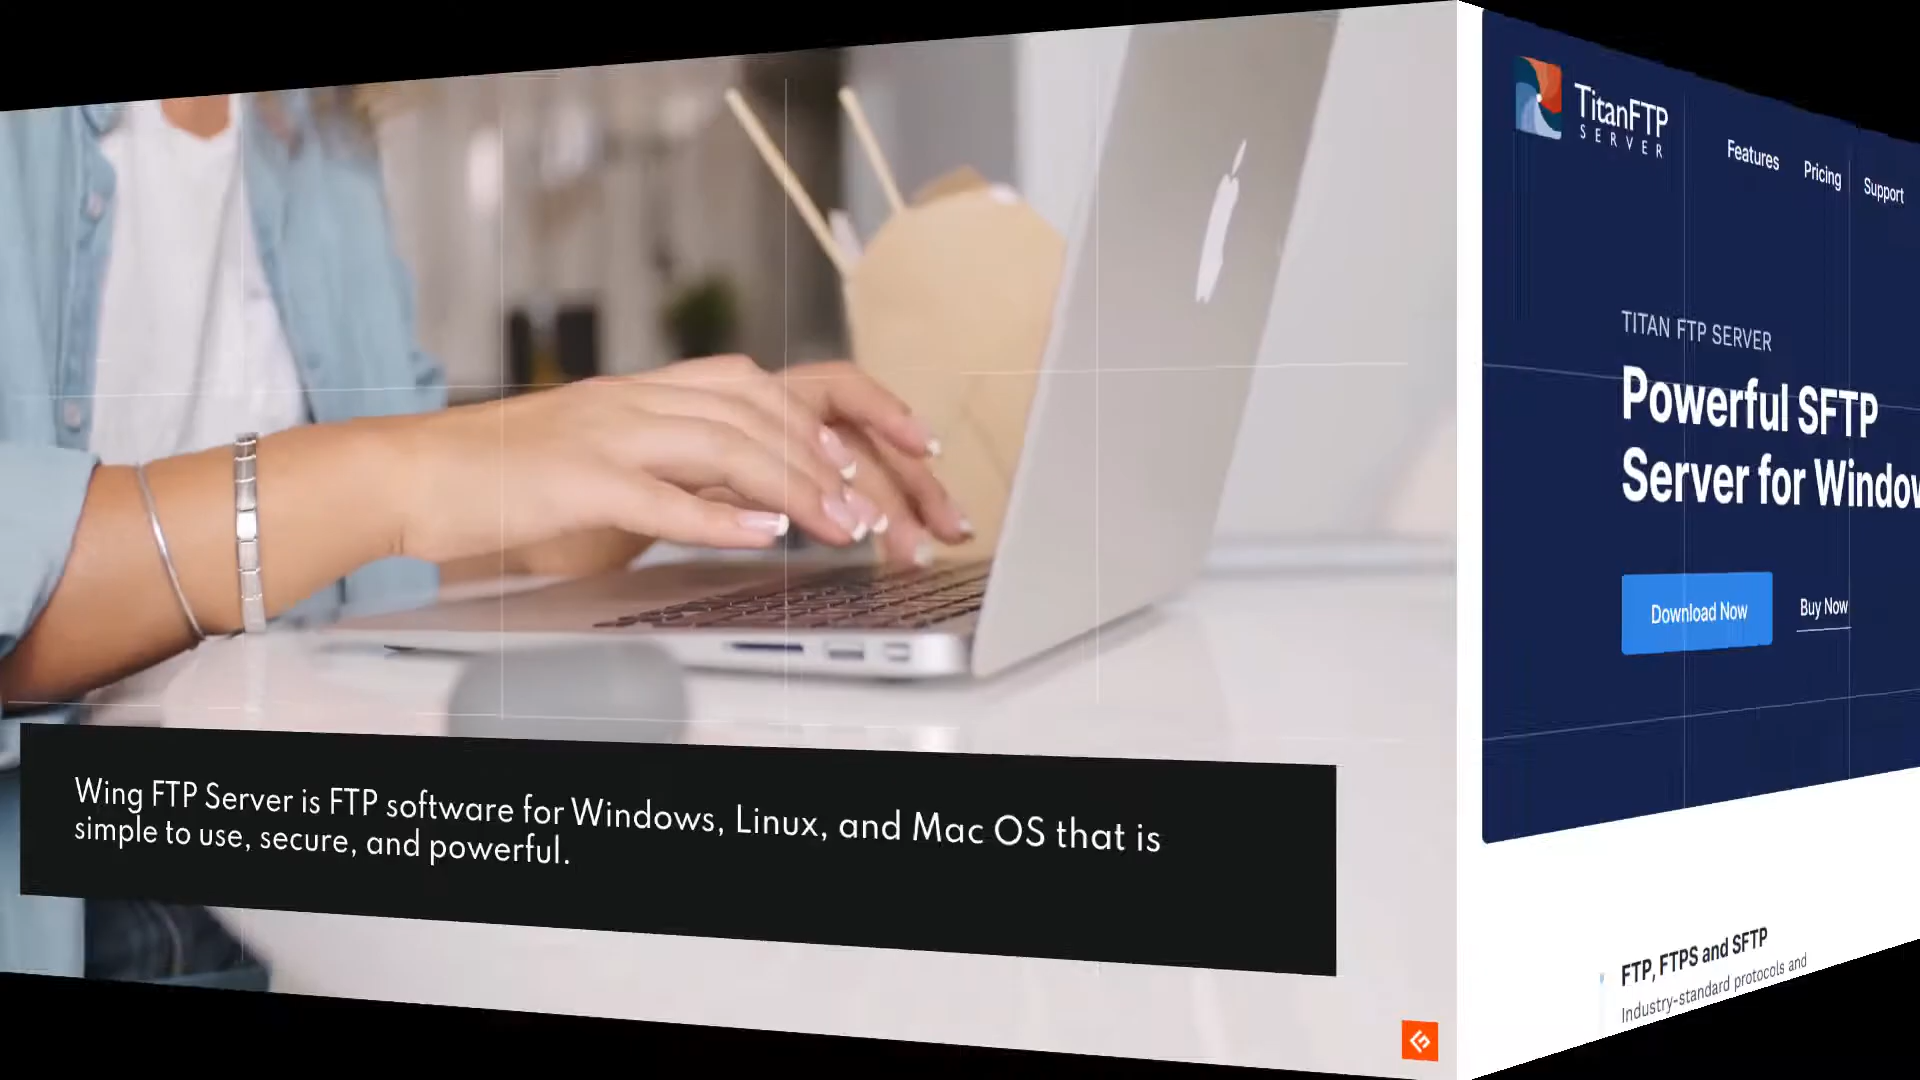 Wing FTP Server is FTP software for Windows, Linux, and Mac OS that is
simple to use, secure, and powerful.
TitanFTP
SERVER
Features
Pricing
Support
TITAN FTP SERVER
Powerful SFTP
Server for
Download Now
Buy Now
FTP, FTPS and SFTP
Industry-standard protocols and